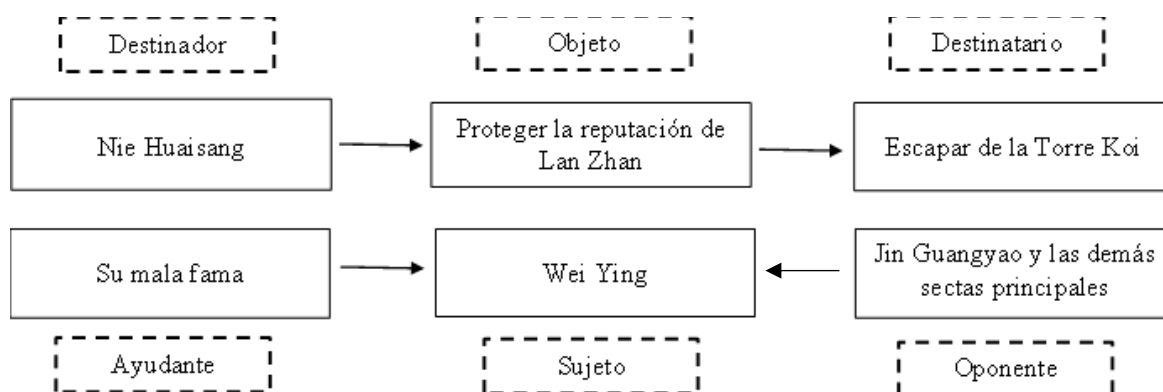 Destinador
Objeto
Destinatario
Nie Huaisang
Proteger la reputación de
Lan Zhan
Escapar de la Torre Koi
Su mala fama
Wei Ying
Jin Guangyao y las demás
sectas principales
Ayudante
Sujeto
Oponente